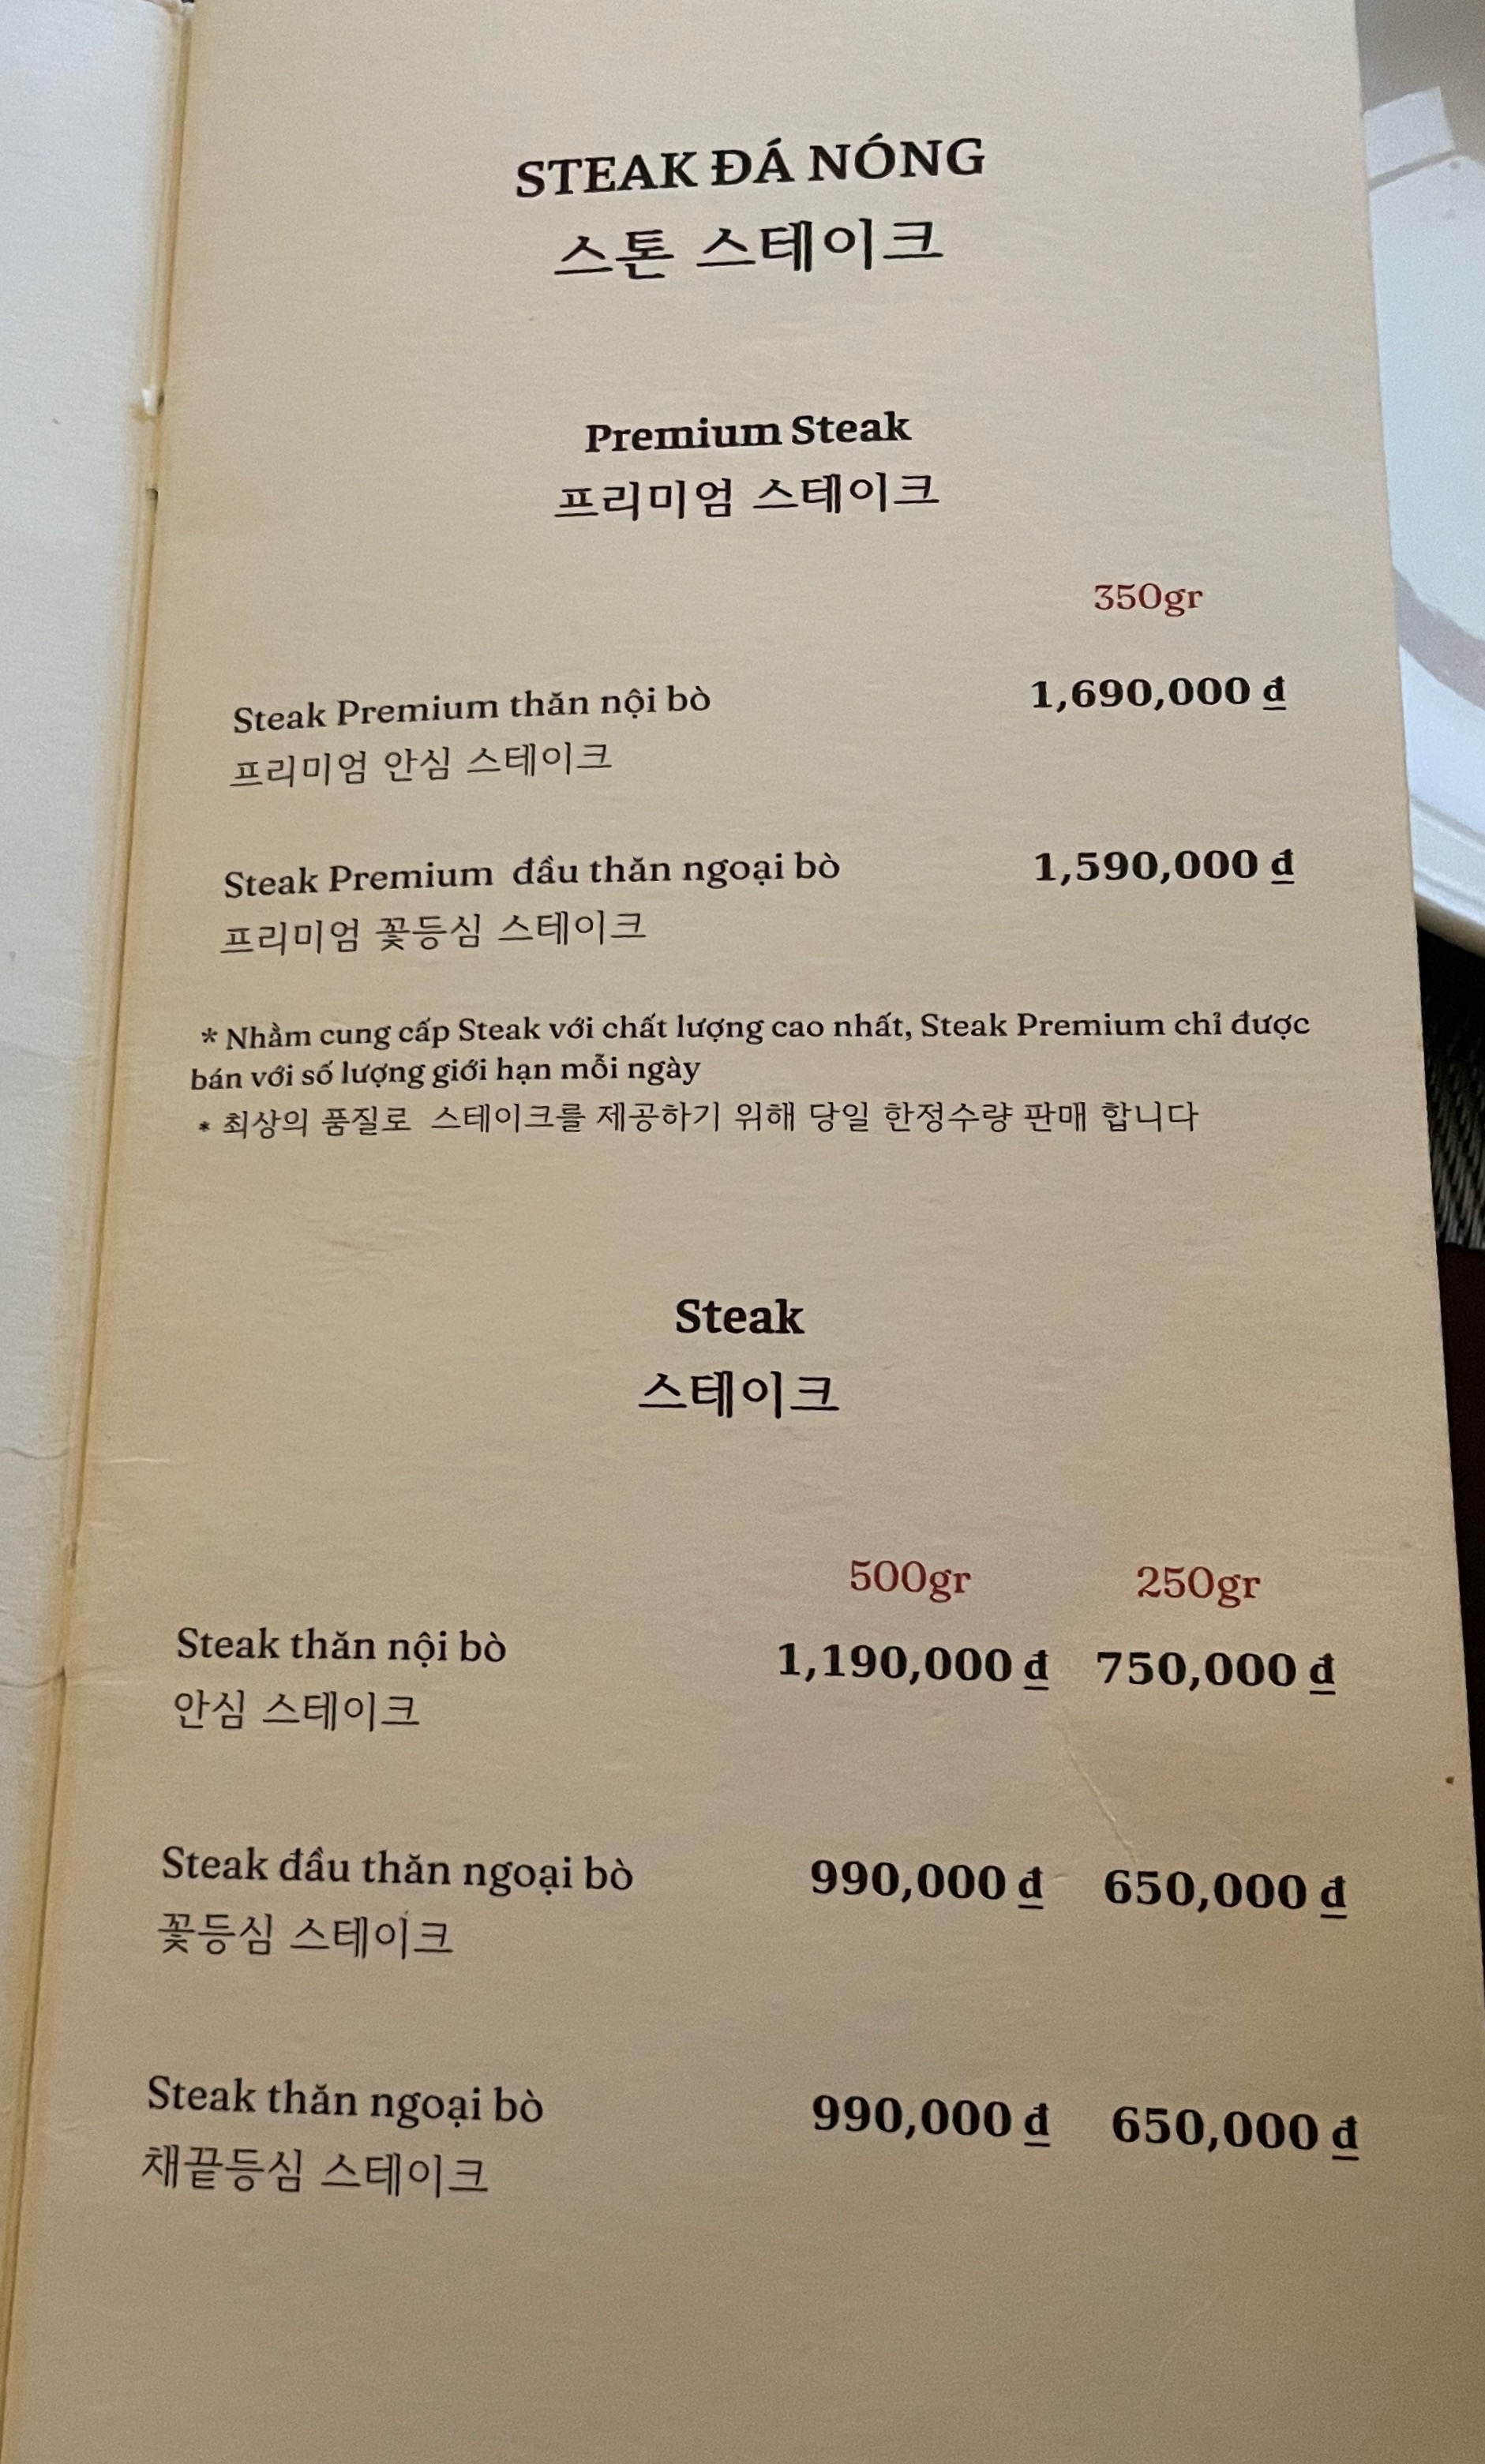 STEAK ĐÁ NÓNG
스톤 스테이크
Premium Steak
프리미엄 스테이크
350gr
Steak Premium thăn nội bò 1,690,000 đ
프리미엄 안심 스테이크
Steak Premium đầu thăn ngoại bò 1,590,000 đ
프리미엄 꽃등심 스테이크
* Nhằm cung cấp Steak với chất lượng cao nhất, Steak Premium chỉ được
bán với số lượng giới hạn mỗi ngày
* 최상의 품질로 스테이크를 제공하기 위해 당일 한정수량 판매 합니다
Steak
스테이크
500gr 250gr
Steak thăn nội bò 1,190,000 đ 750,000 đ
안심 스테이크
Steak đầu thăn ngoại bò 990,000 đ 650,000 đ
꽃등심 스테이크
Steak thăn ngoại bò 990,000 đ 650,000 đ
채끝등심 스테이크